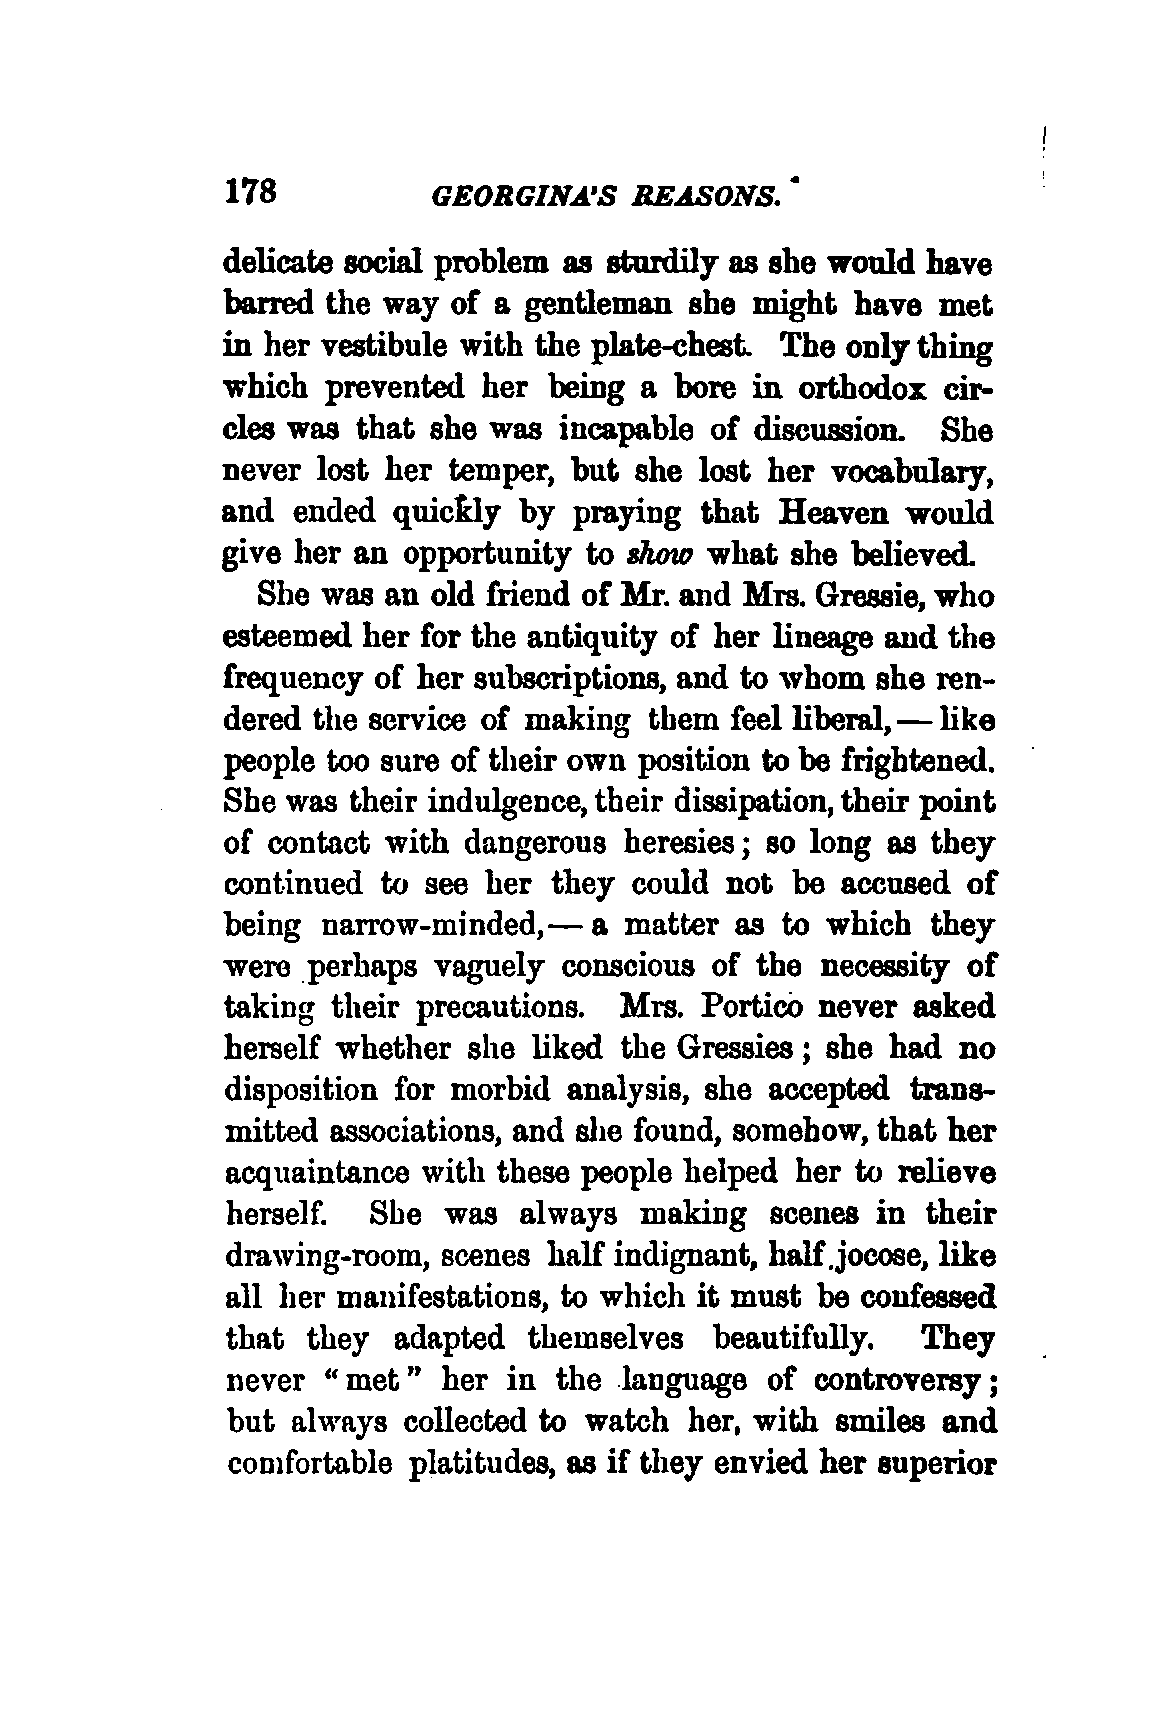 178 GEORGINA'S REASONS.
delicate social problem as sturdily as she would have
barred the way of a gentleman she might have met
in her vestibule with the plate-chest. The only thing
which prevented her being a bore in orthodox cir-
cles was that she was incapable of discussion. She
never lost her temper, but she lost her vocabulary,
and ended quickly by praying that Heaven would
give her an opportunity to show what she believed.
She was an old friend of Mr. and Mrs. Gressie, who
esteemed her for the antiquity of her lineage and the
frequency of her subscriptions, and to whom she ren-
dered the service of making them feel liberal,— like
people too sure of their own position to be frightened.
She was their indulgence, their dissipation, their point
of contact with dangerous heresies; so long as they
continued to see her they could not be accused of
being narrow-minded,— a matter as to which they
were perhaps vaguely conscious of the necessity of
taking their precautions. Mrs. Portico never asked
herself whether she liked the Gressies; she had no
disposition for morbid analysis, she accepted trans-
mitted associations, and she found, somehow, that her
acquaintance with these people helped her to relieve
herself. She was always making scenes in their
drawing-room, scenes half indignant, half jocose, like
all her manifestations, to which it must be confessed
that they adapted themselves beautifully. They
never "met" her in the language of controversy;
but always collected to watch her, with smiles and
comfortable platitudes, as if they envied her superior